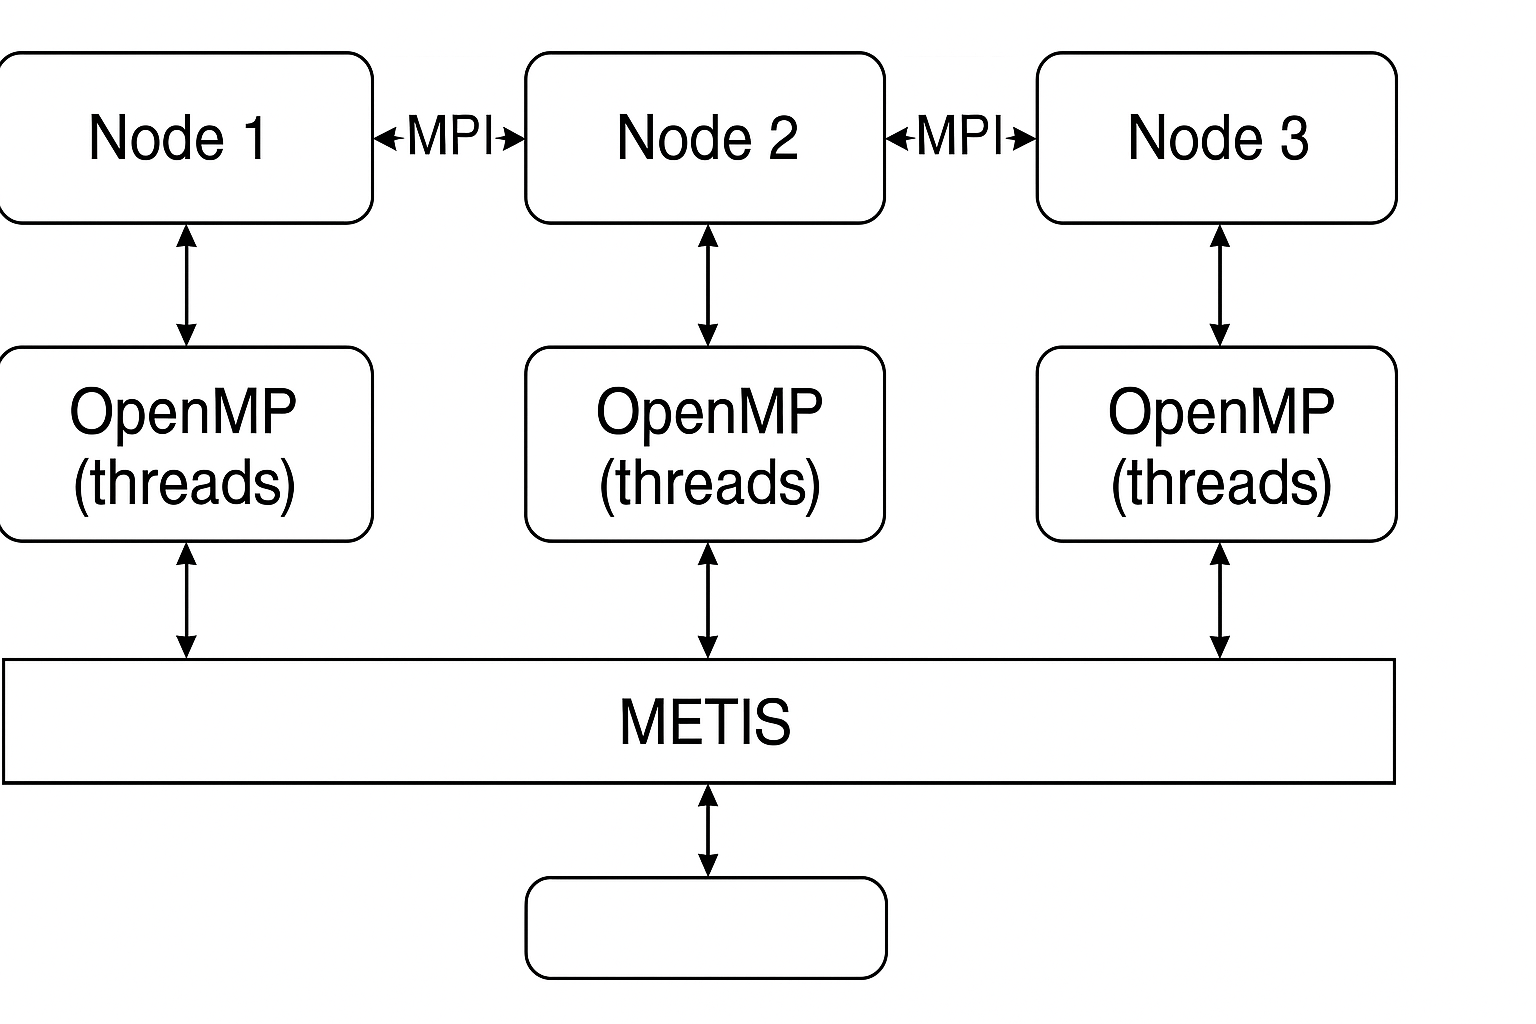 Node 1
MPI
Node 2
MPI
Node 3
OpenMP
(threads)
OpenMP
(threads)
OpenMP
(threads)
METIS